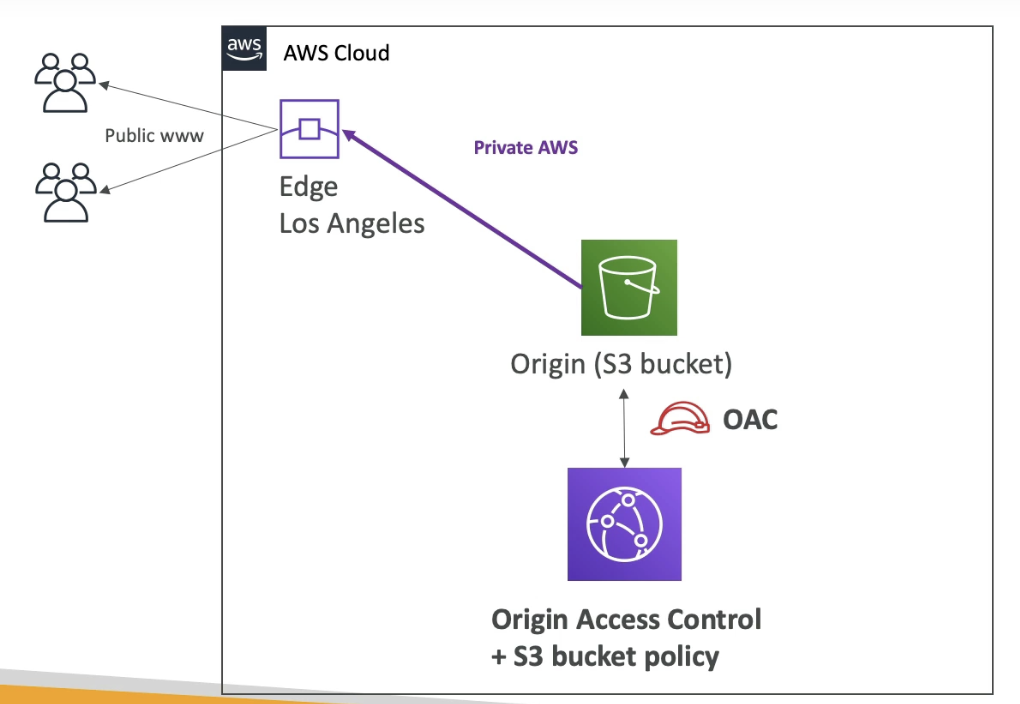 aws
AWS Cloud
Public www
Private AWS
Edge
Los Angeles
Origin (S3 bucket)
OAC
Origin Access Control
+ S3 bucket policy